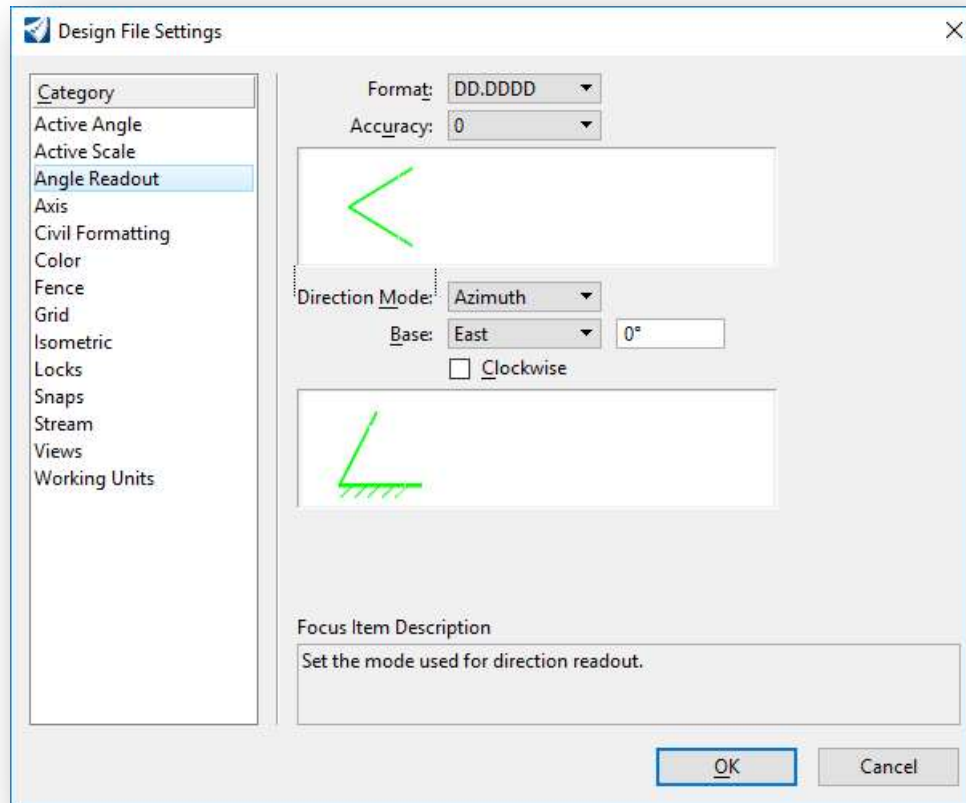 Design File Settings
Category
Active Angle
Active Scale
Angle Readout
Axis
Civil Formatting
Color
Fence
Grid
Isometric
Locks
Snaps
Stream
Views
Working Units
Format: DD.DDDD
Accuracy: 0
Direction Mode: Azimuth
Base: East 0°
Clockwise
Focus Item Description
Set the mode used for direction readout.
OK Cancel